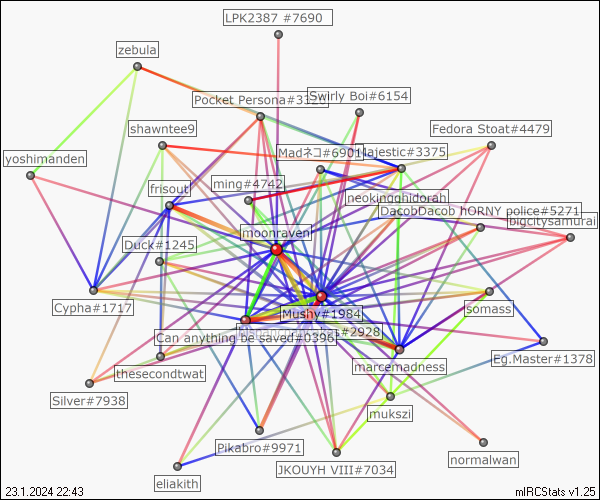 LPK2387 #7690
zebula
Swirly Boi#6154
Pocket Persona#3326
shawntee9
Fedora Stoat#4479
Madネコ#6901
Majestic#3375
yoshimanden
ming#4742
frisout
neokingghidorah
DacobDacob hORNY police#5271
bigcitysamurai
moonraven
Duck#1245
Cypha#1717
somass
Mushy#1984
#2928
Can anything be saved#0396
Eg.Master#1378
marcemadness
thesecondtwat
Silver#7938
mukszi
Pikabro#9971
normalwan
JKOUYH VIII#7034
eliakith
23.1.2024 22:43
mIRCStats v1.25